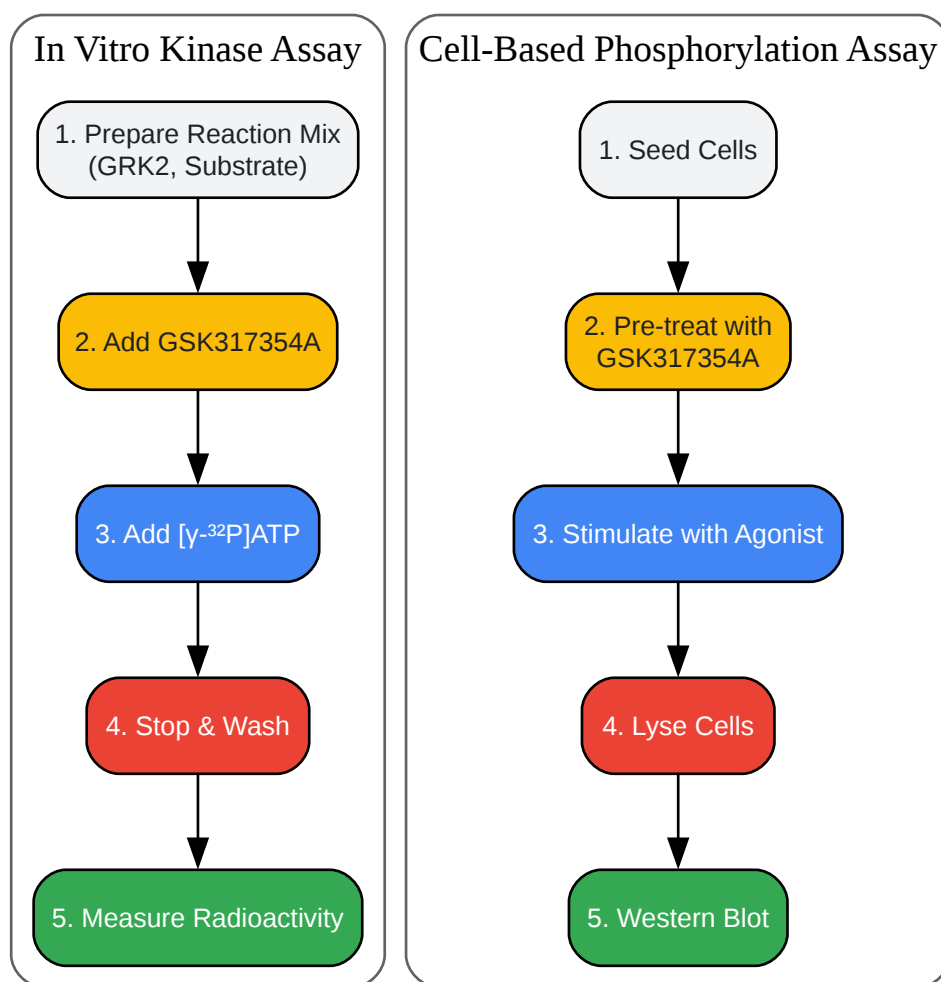 In Vitro Kinase Assay
1. Prepare Reaction Mix
(GRK2, Substrate)
2. Add GSK317354A
3. Add [γ-³²P]ATP
4. Stop & Wash
5. Measure Radioactivity
Cell-Based Phosphorylation Assay
1. Seed Cells
2. Pre-treat with
GSK317354A
3. Stimulate with Agonist
4. Lyse Cells
5. Western Blot